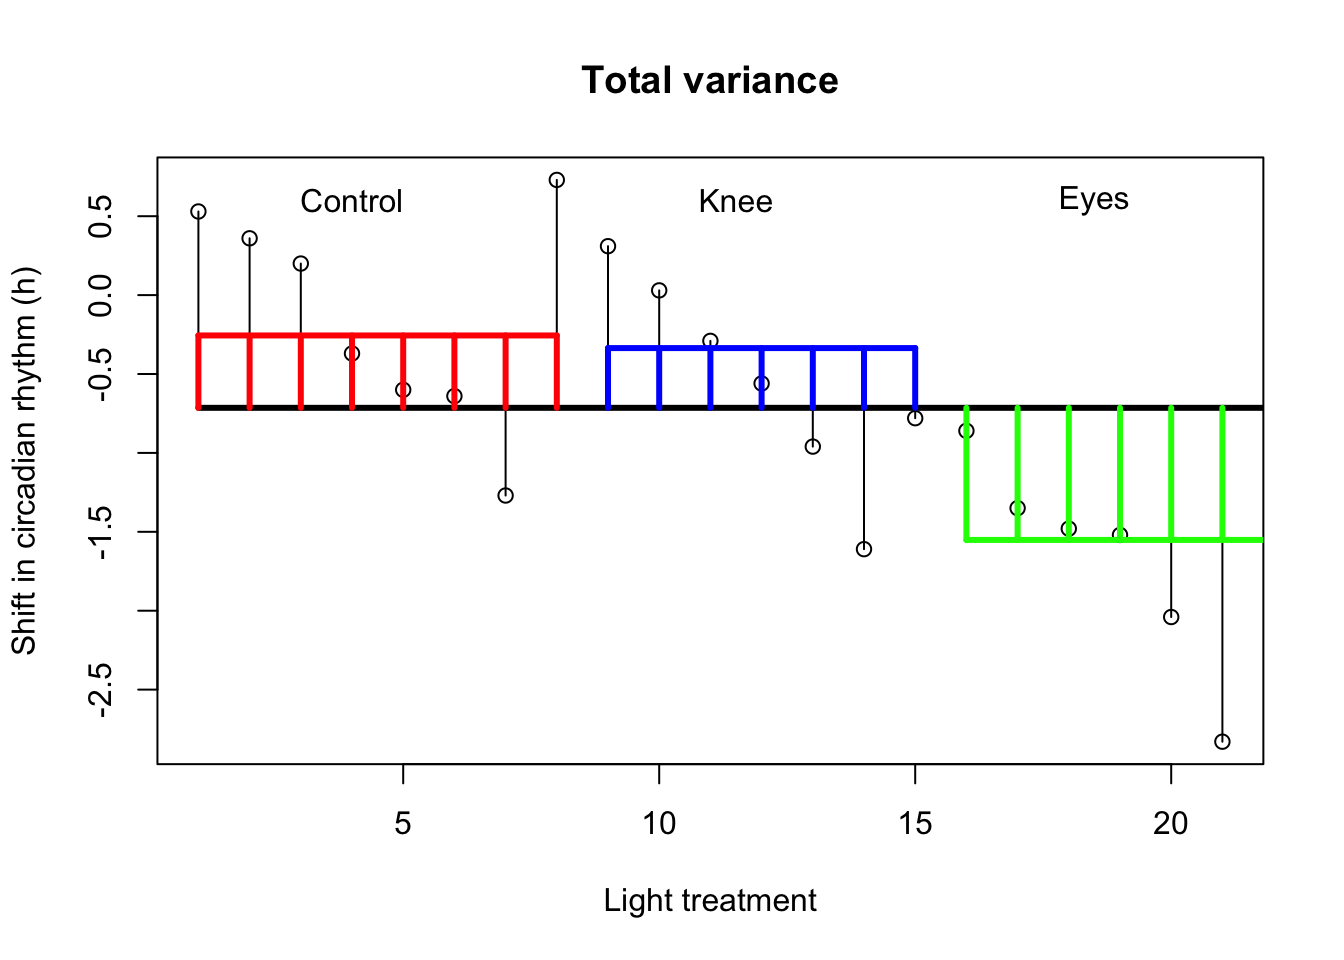 Total variance
Control
Knee
Eyes
Shift in circadian rhythm (h)
0.5
0.0
-0.5
-1.5
-2.5
5
10
15
20
Light treatment